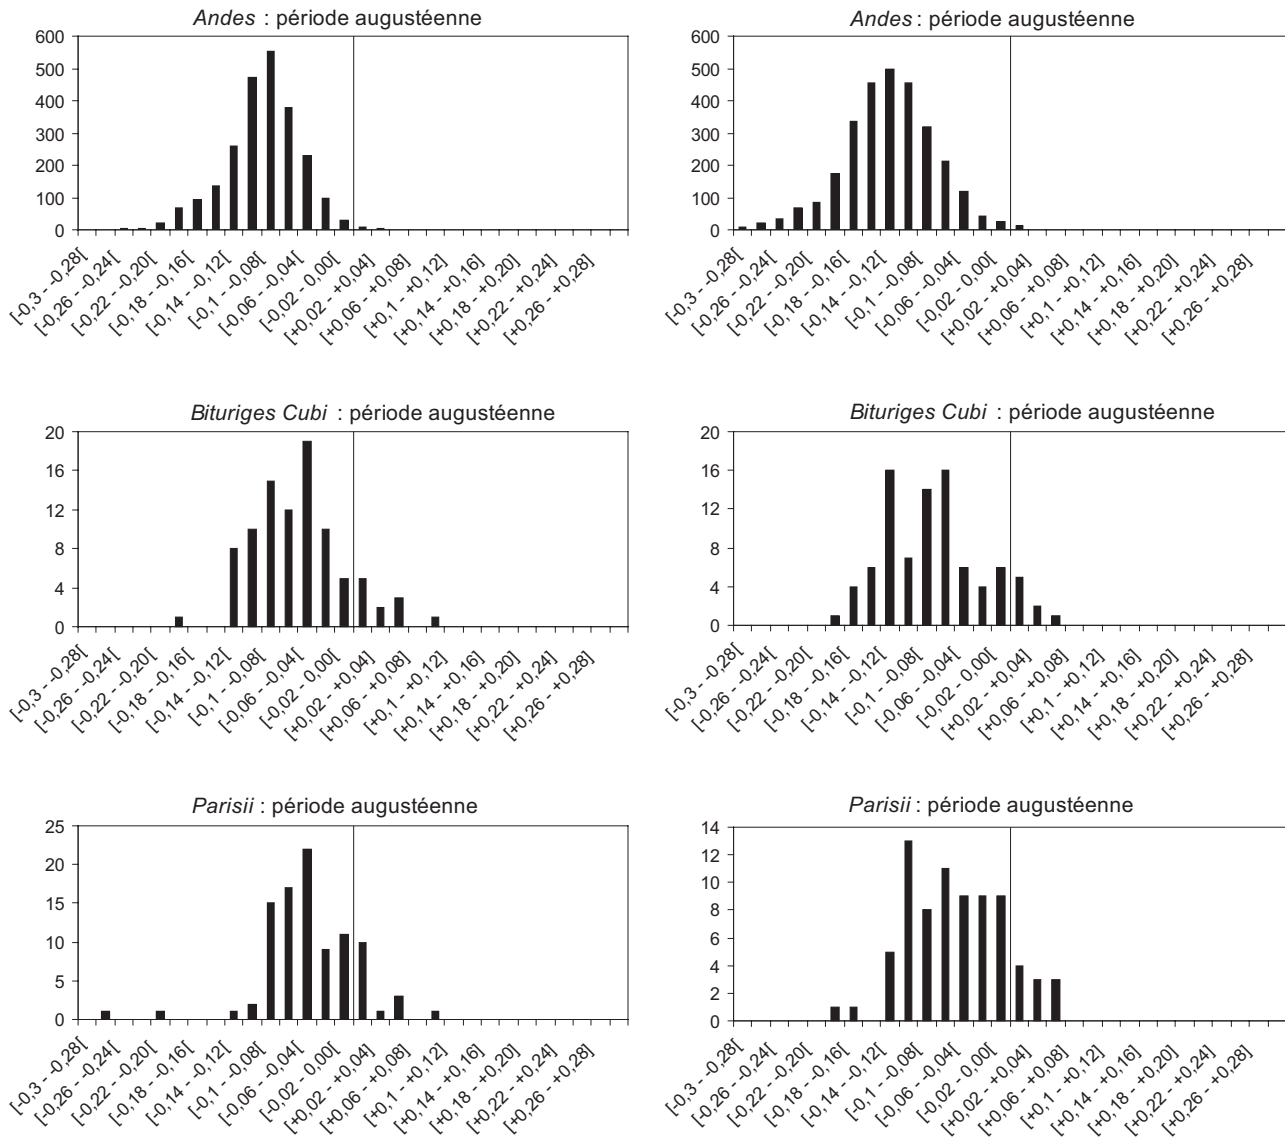 Andes : période augustéenne
600
500
400
300
200
100
0
[-0,3 - -0,28[
[-0,26 - -0,24[
[-0,22 - -0,20[
[-0,18 - -0,16[
[-0,14 - -0,12[
[-0,1 - -0,08[
[-0,06 - -0,04[
[-0,02 - 0,00[
[+0,02 - +0,04]
[+0,06 - +0,08]
[+0,1 - +0,12]
[+0,14 - +0,16]
[+0,18 - +0,20]
[+0,22 - +0,24]
[+0,26 - +0,28]
Andes : période augustéenne
600
500
400
300
200
100
0
[-0,3 - -0,28[
[-0,26 - -0,24[
[-0,22 - -0,20[
[-0,18 - -0,16[
[-0,14 - -0,12[
[-0,1 - -0,08[
[-0,06 - -0,04[
[-0,02 - 0,00[
[+0,02 - +0,04]
[+0,06 - +0,08]
[+0,1 - +0,12]
[+0,14 - +0,16]
[+0,18 - +0,20]
[+0,22 - +0,24]
[+0,26 - +0,28]
Bituriges Cubi : période augustéenne
20
16
12
8
4
0
[-0,3 - -0,28[
[-0,26 - -0,24[
[-0,22 - -0,20[
[-0,18 - -0,16[
[-0,14 - -0,12[
[-0,1 - -0,08[
[-0,06 - -0,04[
[-0,02 - 0,00[
[+0,02 - +0,04]
[+0,06 - +0,08]
[+0,1 - +0,12]
[+0,14 - +0,16]
[+0,18 - +0,20]
[+0,22 - +0,24]
[+0,26 - +0,28]
Bituriges Cubi : période augustéenne
20
16
12
8
4
0
[-0,3 - -0,28[
[-0,26 - -0,24[
[-0,22 - -0,20[
[-0,18 - -0,16[
[-0,14 - -0,12[
[-0,1 - -0,08[
[-0,06 - -0,04[
[-0,02 - 0,00[
[+0,02 - +0,04]
[+0,06 - +0,08]
[+0,1 - +0,12]
[+0,14 - +0,16]
[+0,18 - +0,20]
[+0,22 - +0,24]
[+0,26 - +0,28]
Parisii : période augustéenne
25
20
15
10
5
0
[-0,3 - -0,28[
[-0,26 - -0,24[
[-0,22 - -0,20[
[-0,18 - -0,16[
[-0,14 - -0,12[
[-0,1 - -0,08[
[-0,06 - -0,04[
[-0,02 - 0,00[
[+0,02 - +0,04]
[+0,06 - +0,08]
[+0,1 - +0,12]
[+0,14 - +0,16]
[+0,18 - +0,20]
[+0,22 - +0,24]
[+0,26 - +0,28]
Parisii : période augustéenne
14
12
10
8
6
4
2
0
[-0,3 - -0,28[
[-0,26 - -0,24[
[-0,22 - -0,20[
[-0,18 - -0,16[
[-0,14 - -0,12[
[-0,1 - -0,08[
[-0,06 - -0,04[
[-0,02 - 0,00[
[+0,02 - +0,04]
[+0,06 - +0,08]
[+0,1 - +0,12]
[+0,14 - +0,16]
[+0,18 - +0,20]
[+0,22 - +0,24]
[+0,26 - +0,28]